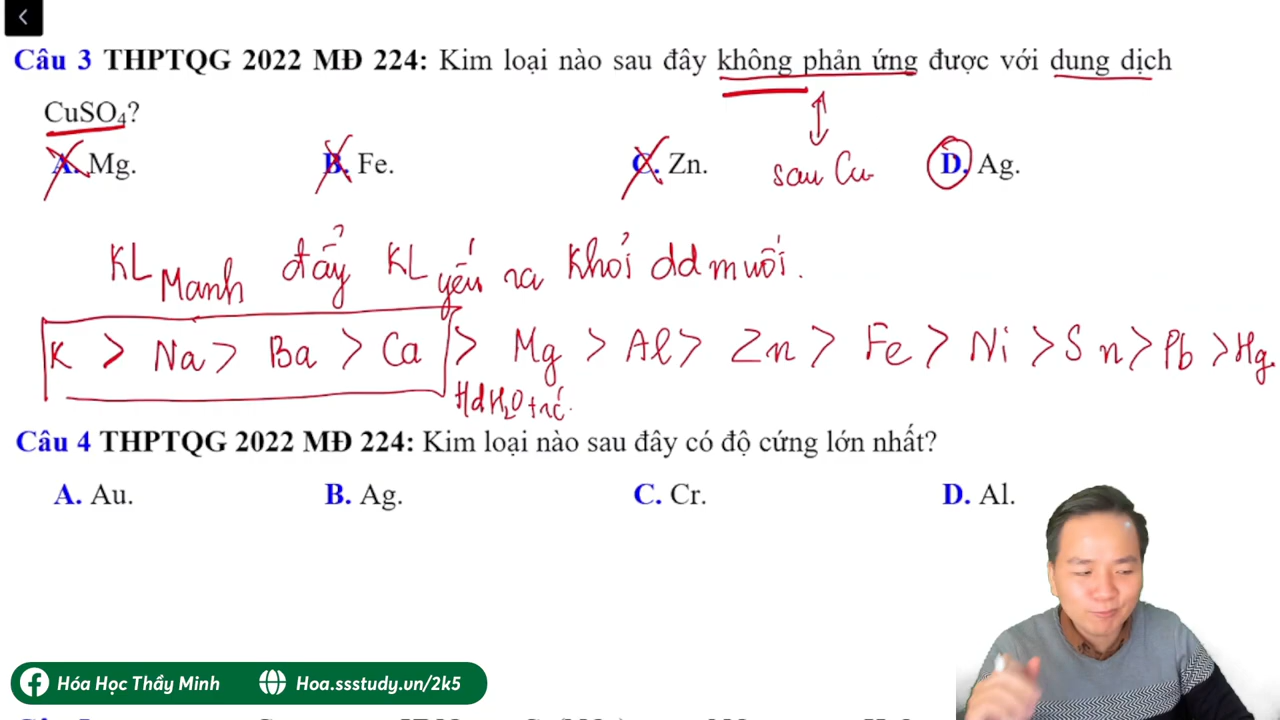 Câu 3 THPTQG 2022 MĐ 224: Kim loại nào sau đây không phản ứng được với dung dịch
CuSO₄?
A. Mg. B. Fe. C. Zn. D. Ag.
sau Cu
KL Mạnh đẩy KL yếu ra khỏi dd muối.
K > Na > Ba > Ca > Mg > Al > Zn > Fe > Ni > Sn > Pb > Hg.
td H₂O trc.
Câu 4 THPTQG 2022 MĐ 224: Kim loại nào sau đây có độ cứng lớn nhất?
A. Au. B. Ag. C. Cr. D. Al.
Hóa Học Thầy Minh Hoa.ssstudy.vn/2k5